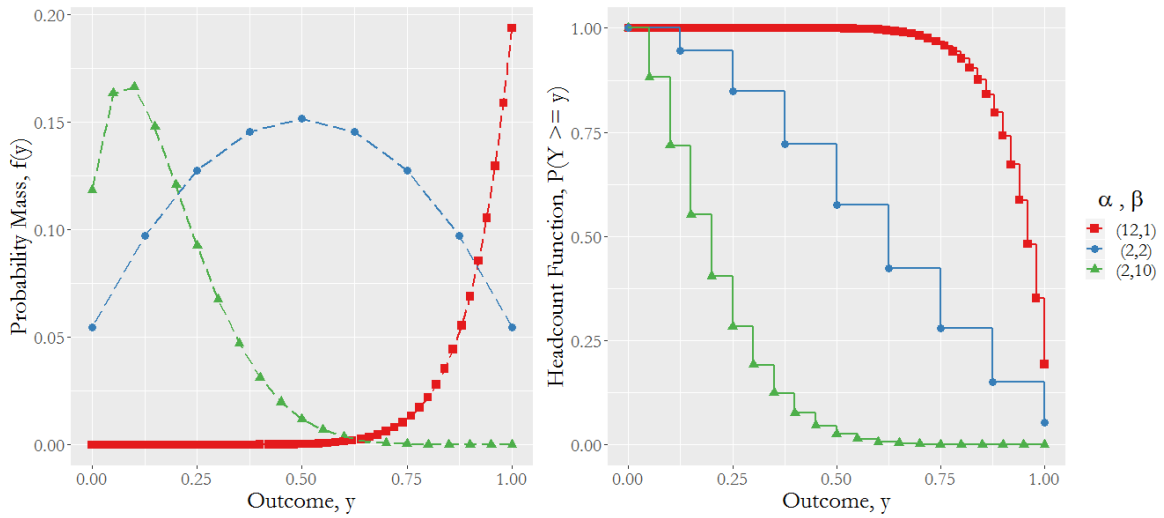 Probability Mass, f(y)
0.20
0.15
0.10
0.05
0.00
0.00 0.25 0.50 0.75 1.00
Outcome, y
Headcount Function, P(Y >= y)
1.00
0.75
0.50
0.25
0.00
0.00 0.25 0.50 0.75 1.00
Outcome, y
α , β
(12,1)
(2,2)
(2,10)